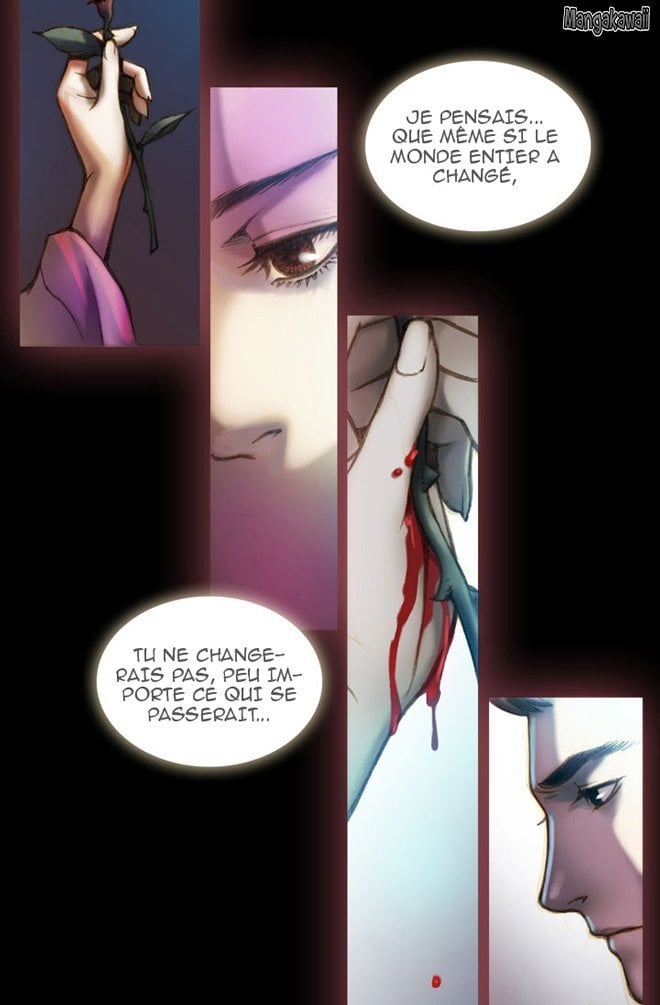 Mangakawaii
JE PENSAIS...
QUE MÊME SI LE
MONDE ENTIER A
CHANGÉ,
TU NE CHANGE-
RAIS PAS, PEU IM-
PORTE CE QUI SE
PASSERAIT...